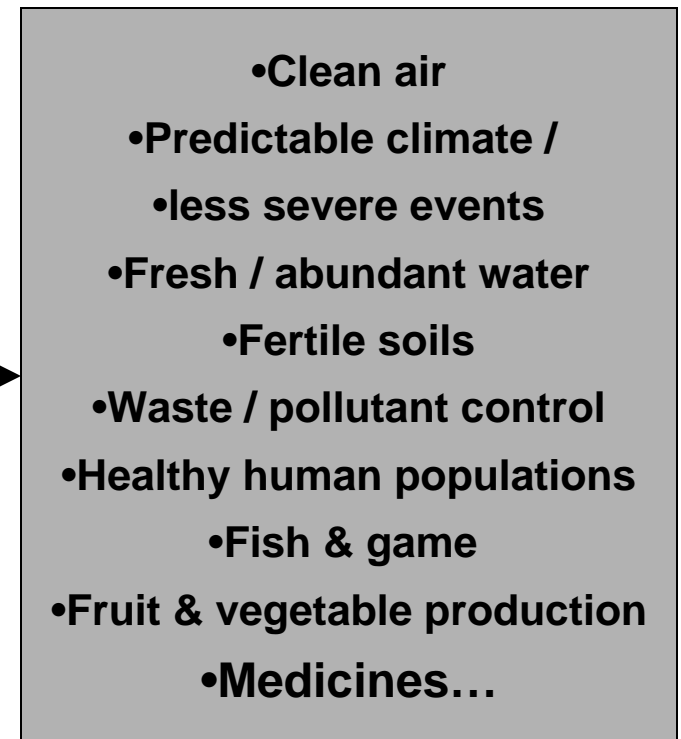 •Clean air
•Predictable climate /
•less severe events
•Fresh / abundant water
•Fertile soils
•Waste / pollutant control
•Healthy human populations
•Fish & game
•Fruit & vegetable production
•Medicines…